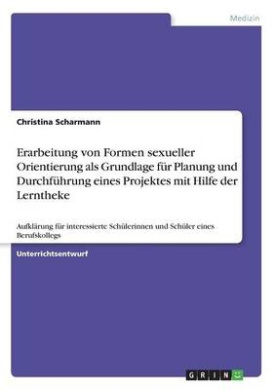 Medizin
Christina Scharmann
Erarbeitung von Formen sexueller
Orientierung als Grundlage für Planung und
Durchführung eines Projektes mit Hilfe der
Lerntheke
Aufklärung für interessierte Schülerinnen und Schüler eines
Berufskollegs
Unterrichtsentwurf
GRIN